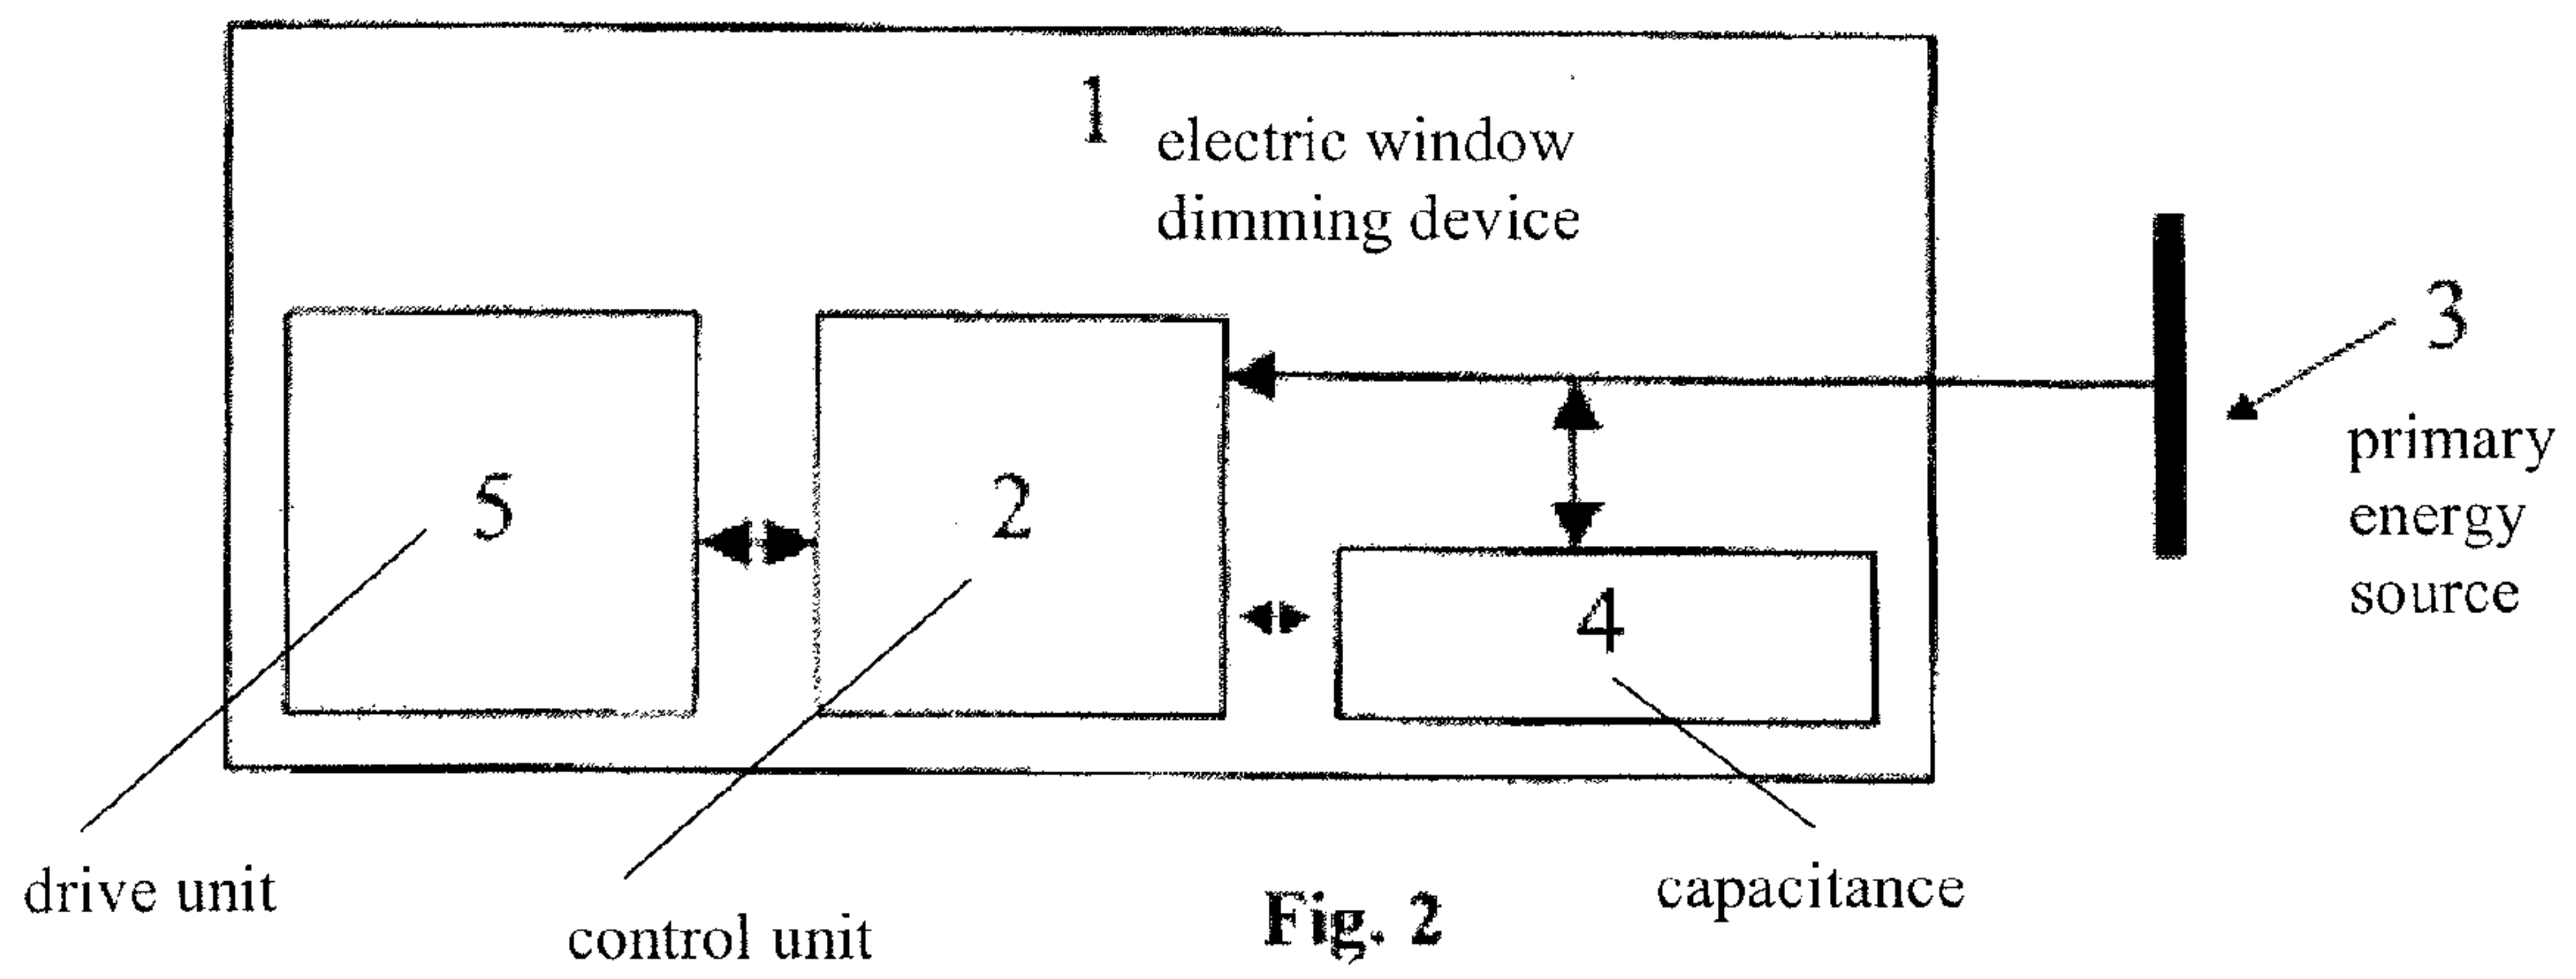 1
electric window
dimming device
3
primary
energy
source
5
2
4
drive unit
control unit
capacitance
Fig. 2